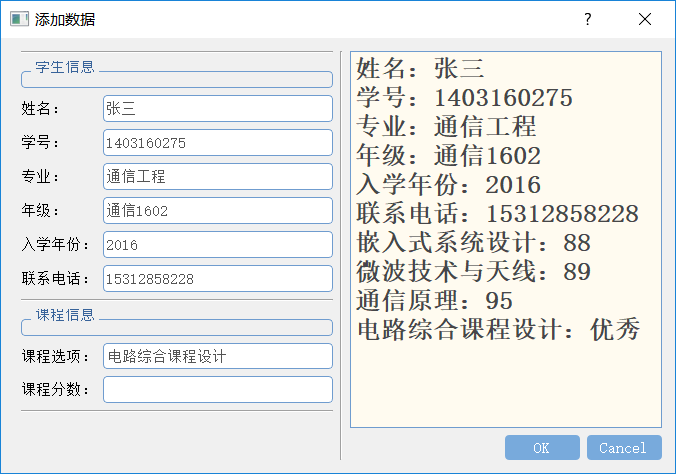 添加数据
学生信息
姓名： 张三
学号： 1403160275
专业： 通信工程
年级： 通信1602
入学年份： 2016
联系电话： 15312858228
课程信息
课程选项： 电路综合课程设计
课程分数：
姓名：张三
学号：1403160275
专业：通信工程
年级：通信1602
入学年份：2016
联系电话：15312858228
嵌入式系统设计：88
微波技术与天线：89
通信原理：95
电路综合课程设计：优秀
OK Cancel